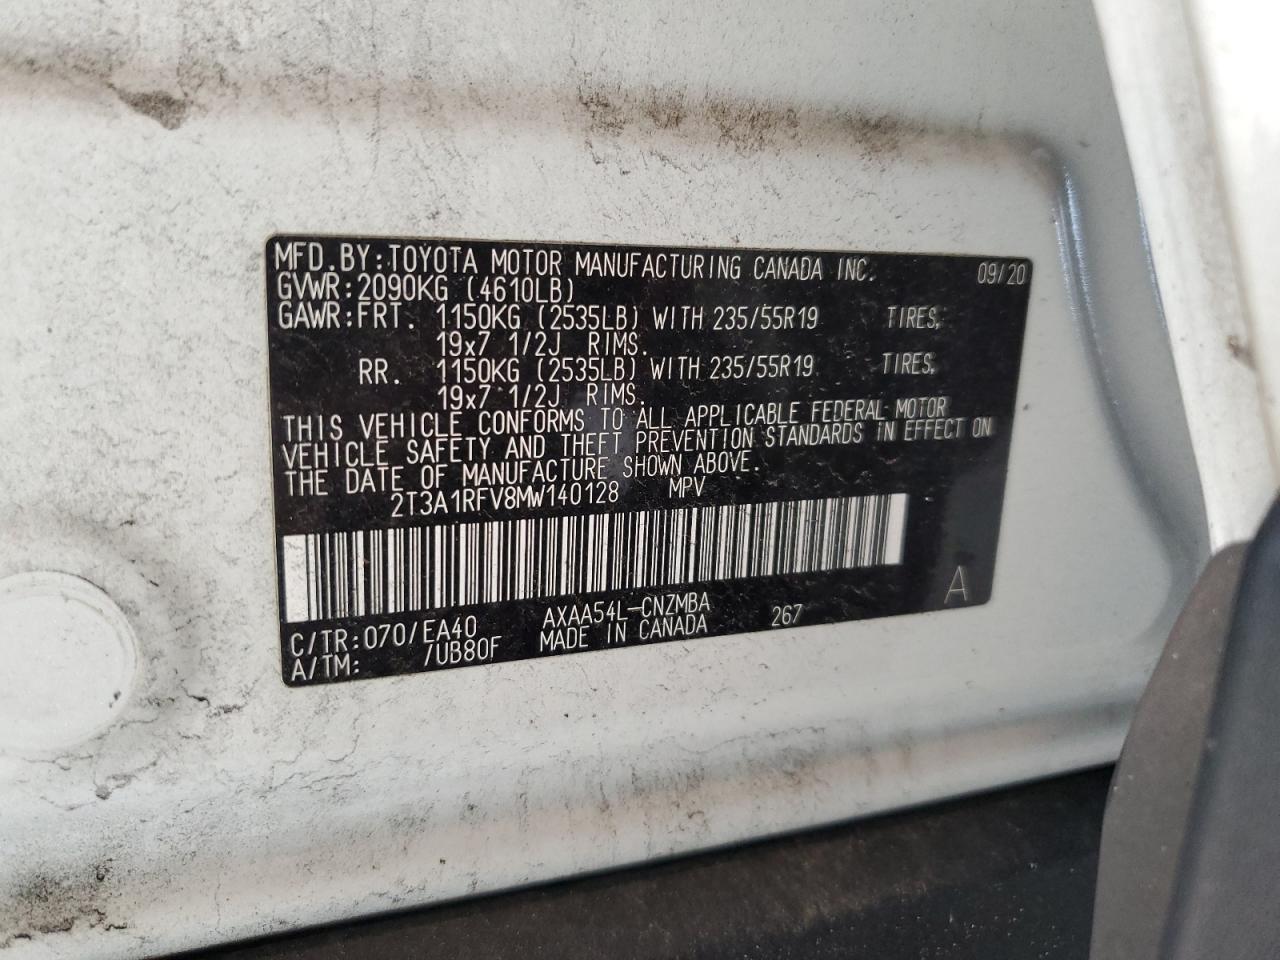 MFD.BY:TOYOTA MOTOR MANUFACTURING CANADA INC. 09/20
GVWR:2090KG (4610LB)
GAWR:FRT. 1150KG (2535LB) WITH 235/55R19 TIRES,
19x7 1/2J RIMS.
RR. 1150KG (2535LB) WITH 235/55R19 TIRES,
19x7 1/2J RIMS.
THIS VEHICLE CONFORMS TO ALL APPLICABLE FEDERAL MOTOR
VEHICLE SAFETY AND THEFT PREVENTION STANDARDS IN EFFECT ON
THE DATE OF MANUFACTURE SHOWN ABOVE.
2T3A1RFV8MW140128 MPV
C/TR:070/EA40 AXAA54L-CNZMBA 267 A
A/TM: /UB80F MADE IN CANADA